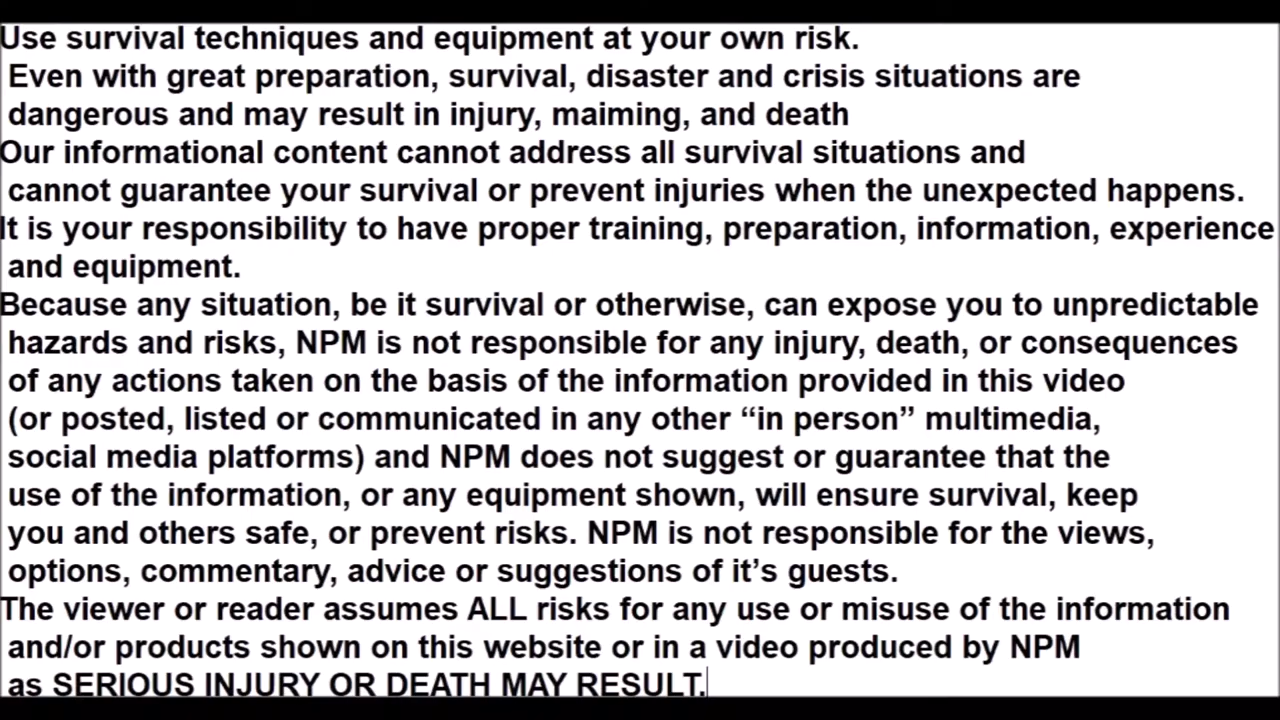 Use survival techniques and equipment at your own risk.
Even with great preparation, survival, disaster and crisis situations are
dangerous and may result in injury, maiming, and death
Our informational content cannot address all survival situations and
cannot guarantee your survival or prevent injuries when the unexpected happens.
It is your responsibility to have proper training, preparation, information, experience
and equipment.
Because any situation, be it survival or otherwise, can expose you to unpredictable
hazards and risks, NPM is not responsible for any injury, death, or consequences
of any actions taken on the basis of the information provided in this video
(or posted, listed or communicated in any other “in person” multimedia,
social media platforms) and NPM does not suggest or guarantee that the
use of the information, or any equipment shown, will ensure survival, keep
you and others safe, or prevent risks. NPM is not responsible for the views,
options, commentary, advice or suggestions of it’s guests.
The viewer or reader assumes ALL risks for any use or misuse of the information
and/or products shown on this website or in a video produced by NPM
as SERIOUS INJURY OR DEATH MAY RESULT.